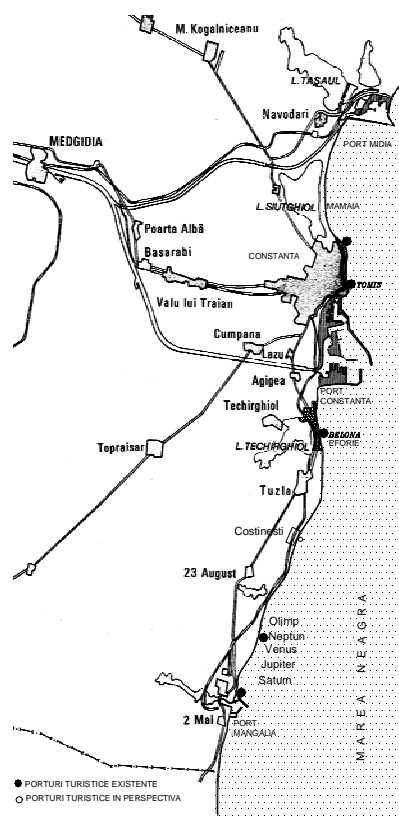 M. Kogalniceanu
L. TASAUL
Navodari
PORT MIDIA
MEDGIDIA
L. SIUTGHIOL
MAMAIA
Poarta Albă
Basarabi
CONSTANTA
TOMIS
Valu lui Traian
Cumpana
Lazu
Agigea
PORT
CONSTANTA
Techirghiol
BELONA
EFORIE
L. TECHIRGHIOL
Topraisar
Tuzla
Costinesti
23 August
Olimp
Neptun
Venus
Jupiter
Saturn
MAREA NEAGRA
2 Mai
PORT
MANGALIA
PORTURI TURISTICE EXISTENTE
PORTURI TURISTICE IN PERSPECTIVA